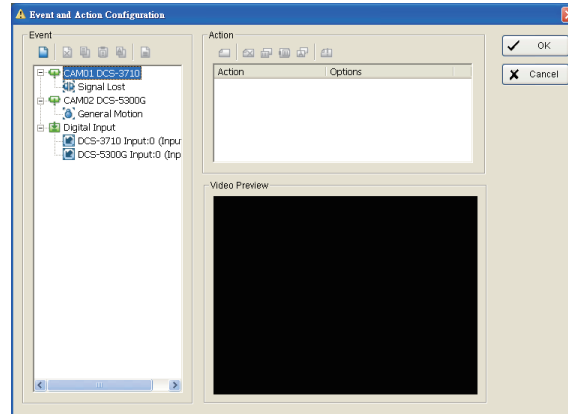 Event and Action Configuration
Event
CAM01 DCS-3710
Signal Lost
CAM02 DCS-5300G
General Motion
Digital Input
DCS-3710 Input:0 (Inpu
DCS-5300G Input:0 (Inp
Action
Action Options
Video Preview
OK
Cancel